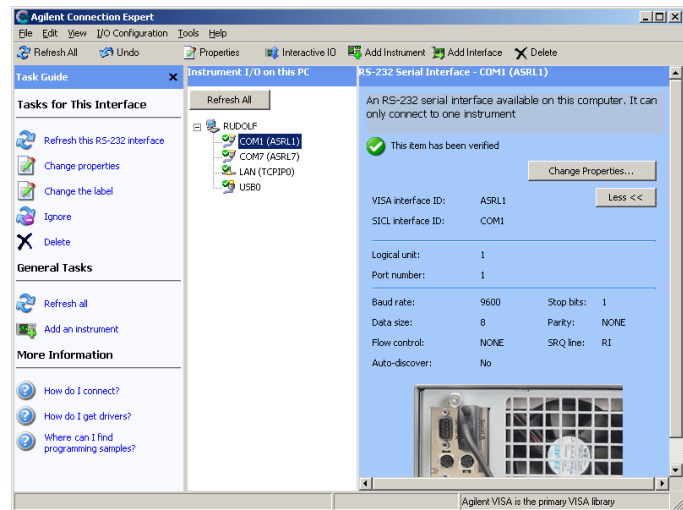 Agilent Connection Expert
File Edit View I/O Configuration Tools Help
Refresh All Undo Properties Interactive IO Add Instrument Add Interface Delete
Task Guide
Tasks for This Interface
Refresh this RS-232 interface
Change properties
Change the label
Ignore
Delete
General Tasks
Refresh all
Add an instrument
More Information
How do I connect?
How do I get drivers?
Where can I find
programming samples?
Instrument I/O on this PC
Refresh All
RUDOLF
COM1 (ASRL1)
COM7 (ASRL7)
LAN (TCPIP0)
USB0
RS-232 Serial Interface - COM1 (ASRL1)
An RS-232 serial interface available on this computer. It can
only connect to one instrument
This item has been verified
Change Properties...
Less <<
VISA interface ID: ASRL1
SICL interface ID: COM1
Logical unit: 1
Port number: 1
Baud rate: 9600 Stop bits: 1
Data size: 8 Parity: NONE
Flow control: NONE SRQ line: RI
Auto-discover: No
Agilent VISA is the primary VISA library